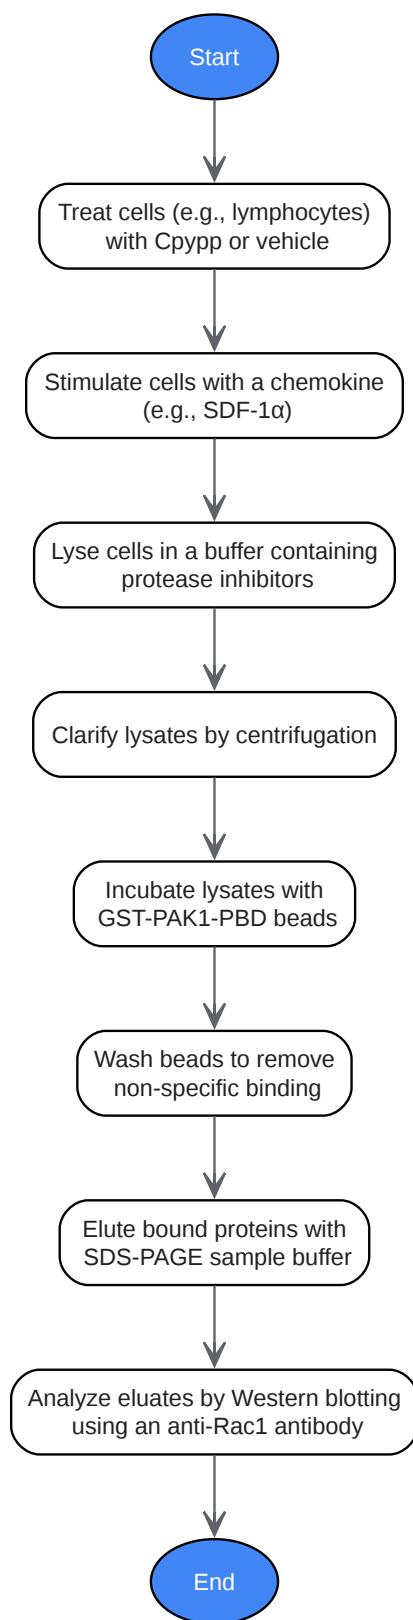 Start
Treat cells (e.g., lymphocytes)
with Cpypp or vehicle
Stimulate cells with a chemokine
(e.g., SDF-1α)
Lyse cells in a buffer containing
protease inhibitors
Clarify lysates by centrifugation
Incubate lysates with
GST-PAK1-PBD beads
Wash beads to remove
non-specific binding
Elute bound proteins with
SDS-PAGE sample buffer
Analyze eluates by Western blotting
using an anti-Rac1 antibody
End